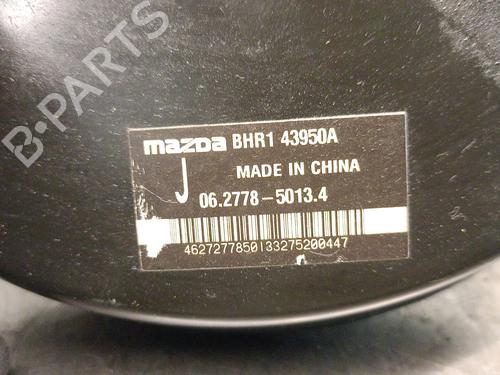 B-PARTS
mazda BHR1 43950A
MADE IN CHINA
J
06.2778-5013.4
4627277850133275200447